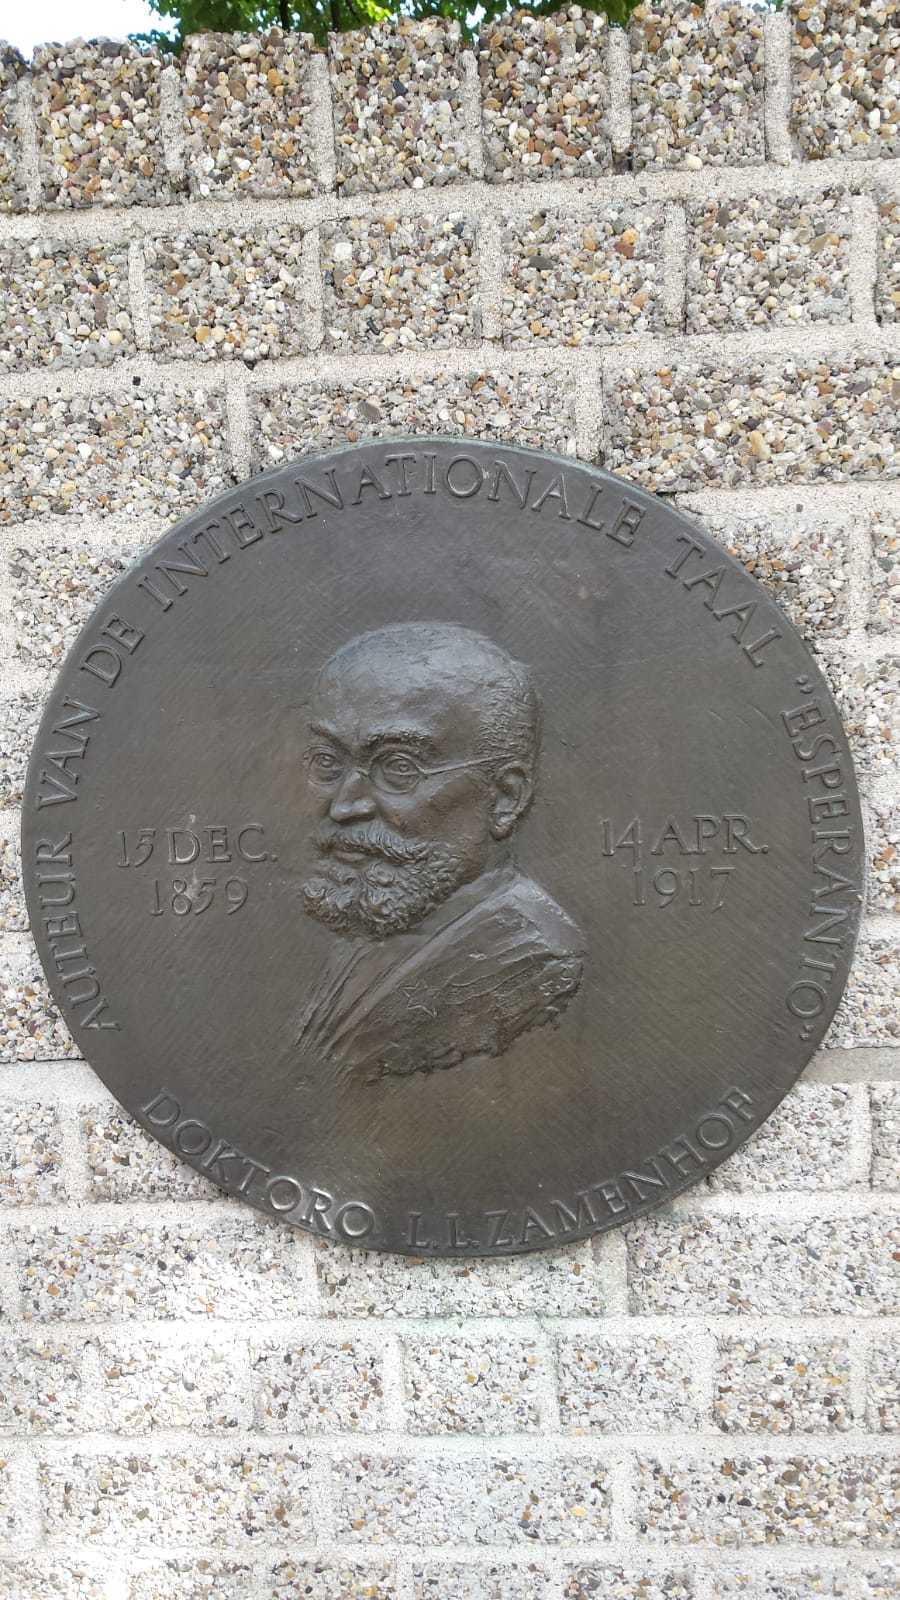 AUTEUR VAN DE INTERNATIONALE TAAL „ESPERANTO”
15 DEC.
1859
14 APR.
1917
DOKTORO L.L. ZAMENHOF